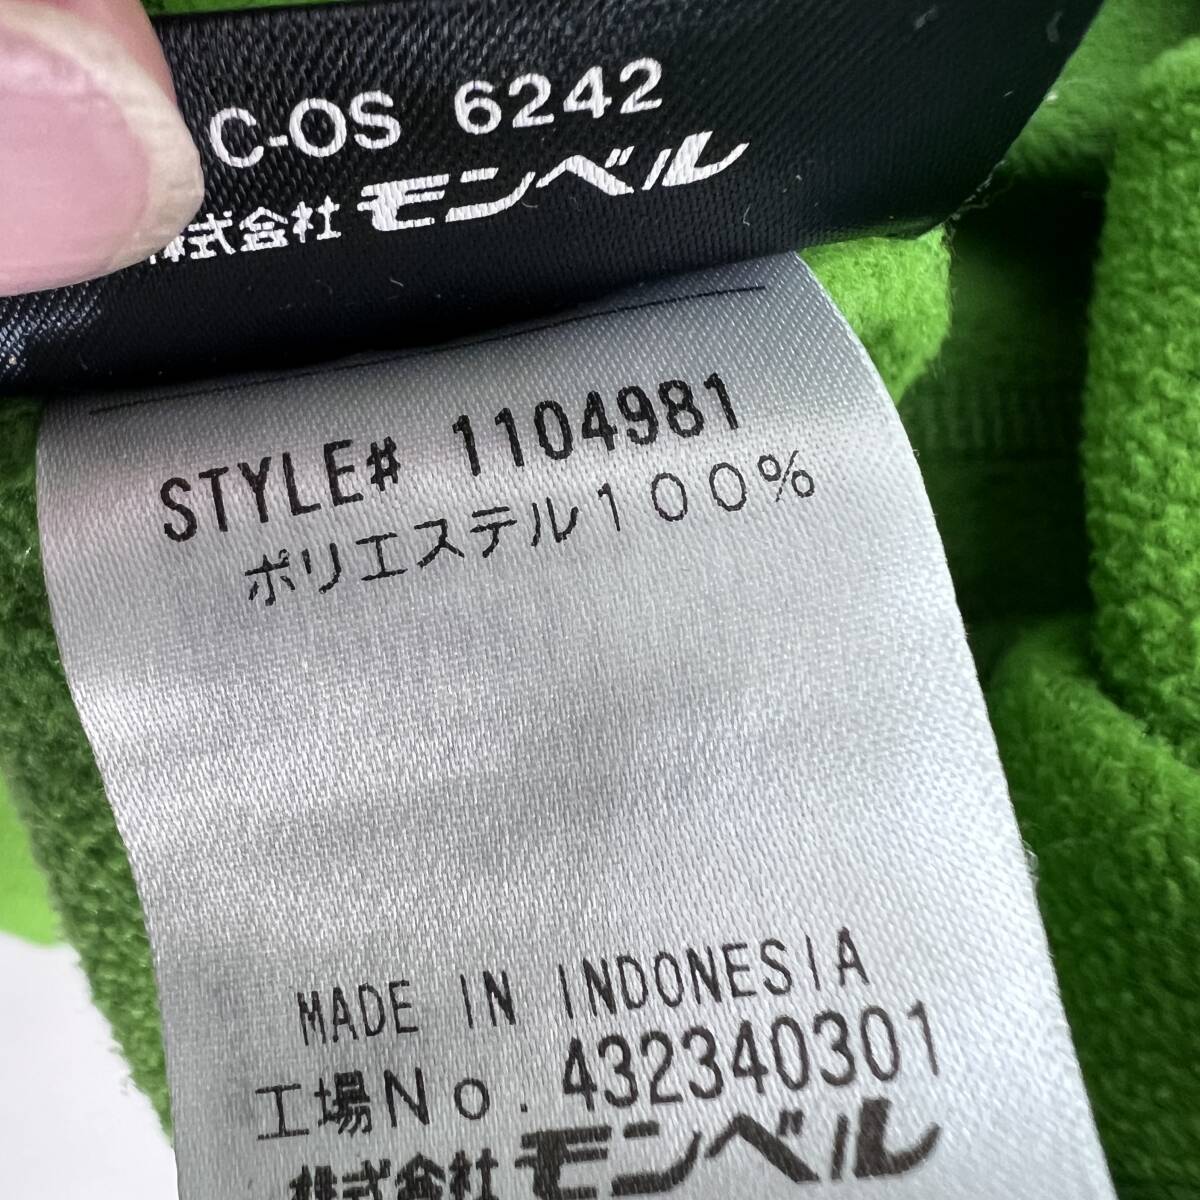 C-OS 6242
株式会社 モンベル
STYLE# 1104981
ポリエステル100%
MADE IN INDONESIA
工場No. 432340301
株式会社 モンベル